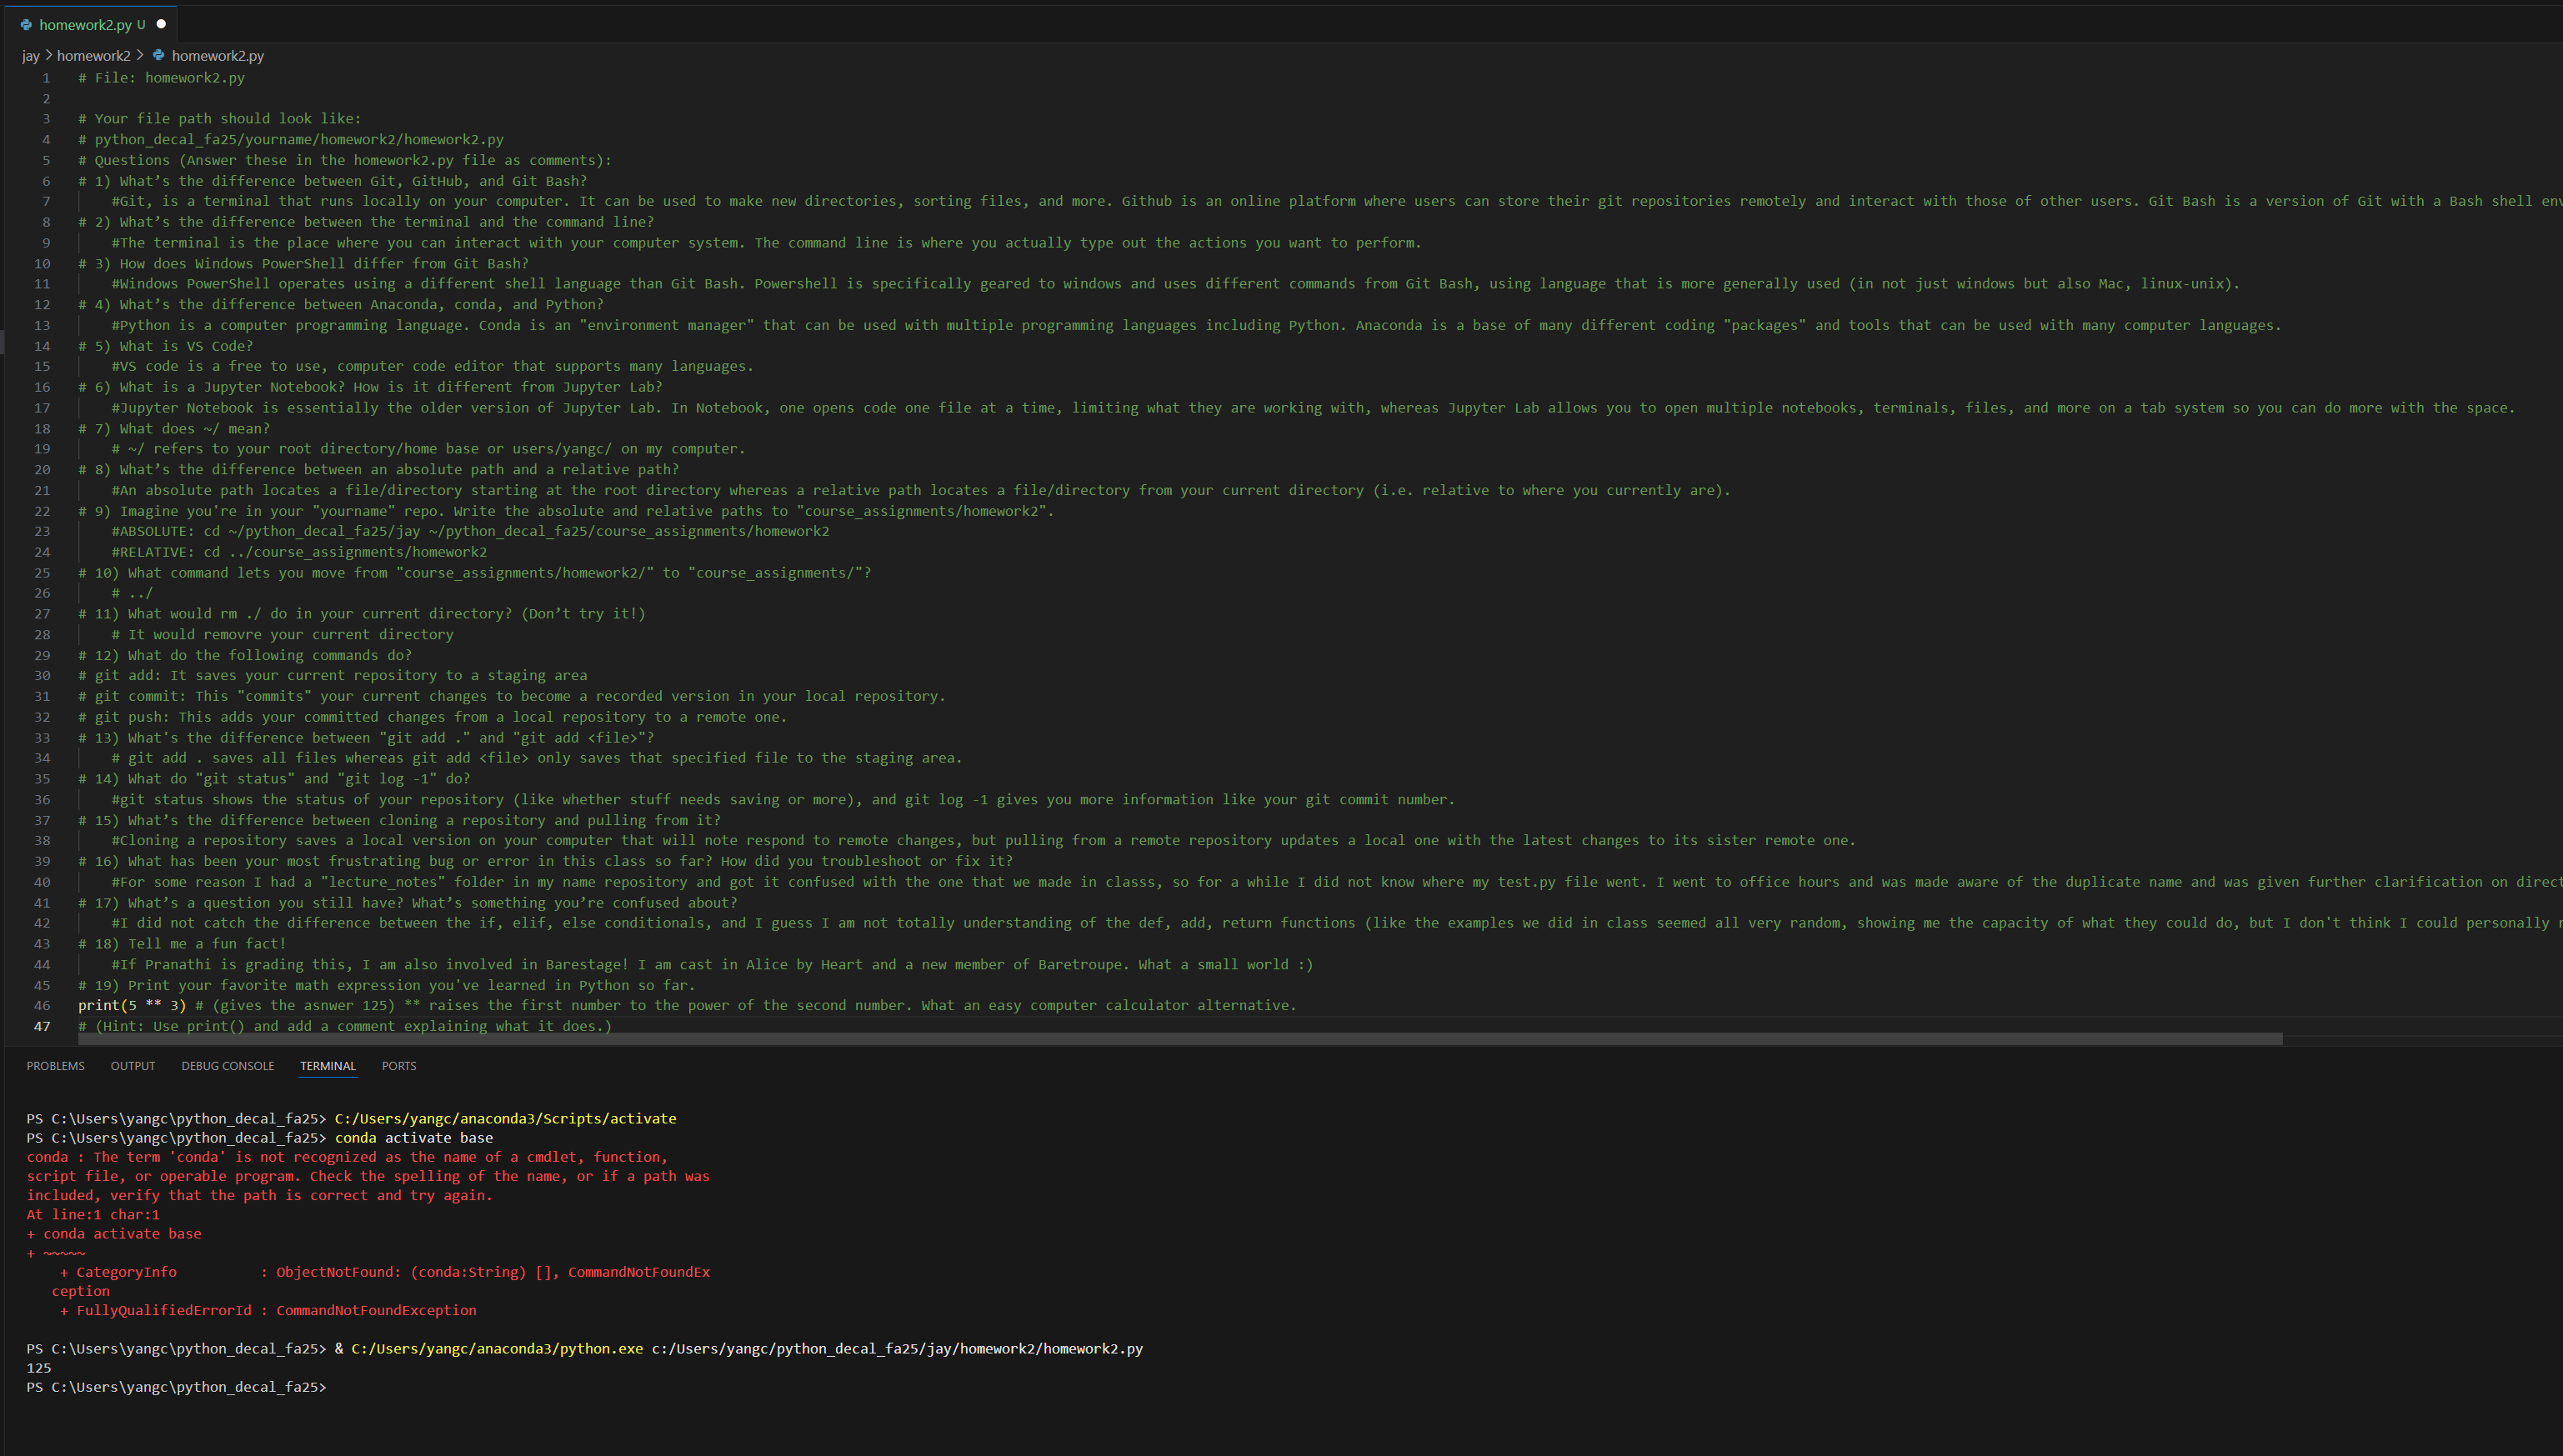 homework2.py U
jay > homework2 > homework2.py
1 # File: homework2.py
2
3 # Your file path should look like:
4 # python_decal_fa25/yourname/homework2/homework2.py
5 # Questions (Answer these in the homework2.py file as comments):
6 # 1) What’s the difference between Git, GitHub, and Git Bash?
7 #Git, is a terminal that runs locally on your computer. It can be used to make new directories, sorting files, and more. Github is an online platform where users can store their git repositories remotely and interact with those of other users. Git Bash is a version of Git with a Bash shell env
8 # 2) What’s the difference between the terminal and the command line?
9 #The terminal is the place where you can interact with your computer system. The command line is where you actually type out the actions you want to perform.
10 # 3) How does Windows PowerShell differ from Git Bash?
11 #Windows PowerShell operates using a different shell language than Git Bash. Powershell is specifically geared to windows and uses different commands from Git Bash, using language that is more generally used (in not just windows but also Mac, linux-unix).
12 # 4) What’s the difference between Anaconda, conda, and Python?
13 #Python is a computer programming language. Conda is an "environment manager" that can be used with multiple programming languages including Python. Anaconda is a base of many different coding "packages" and tools that can be used with many computer languages.
14 # 5) What is VS Code?
15 #VS code is a free to use, computer code editor that supports many languages.
16 # 6) What is a Jupyter Notebook? How is it different from Jupyter Lab?
17 #Jupyter Notebook is essentially the older version of Jupyter Lab. In Notebook, one opens code one file at a time, limiting what they are working with, whereas Jupyter Lab allows you to open multiple notebooks, terminals, files, and more on a tab system so you can do more with the space.
18 # 7) What does ~/ mean?
19 # ~/ refers to your root directory/home base or users/yangc/ on my computer.
20 # 8) What’s the difference between an absolute path and a relative path?
21 #An absolute path locates a file/directory starting at the root directory whereas a relative path locates a file/directory from your current directory (i.e. relative to where you currently are).
22 # 9) Imagine you're in your "yourname" repo. Write the absolute and relative paths to "course_assignments/homework2".
23 #ABSOLUTE: cd ~/python_decal_fa25/jay ~/python_decal_fa25/course_assignments/homework2
24 #RELATIVE: cd ../course_assignments/homework2
25 # 10) What command lets you move from "course_assignments/homework2/" to "course_assignments/"?
26 # ../
27 # 11) What would rm ./ do in your current directory? (Don’t try it!)
28 # It would removre your current directory
29 # 12) What do the following commands do?
30 # git add: It saves your current repository to a staging area
31 # git commit: This "commits" your current changes to become a recorded version in your local repository.
32 # git push: This adds your committed changes from a local repository to a remote one.
33 # 13) What's the difference between "git add ." and "git add <file>"?
34 # git add . saves all files whereas git add <file> only saves that specified file to the staging area.
35 # 14) What do "git status" and "git log -1" do?
36 #git status shows the status of your repository (like whether stuff needs saving or more), and git log -1 gives you more information like your git commit number.
37 # 15) What’s the difference between cloning a repository and pulling from it?
38 #Cloning a repository saves a local version on your computer that will note respond to remote changes, but pulling from a remote repository updates a local one with the latest changes to its sister remote one.
39 # 16) What has been your most frustrating bug or error in this class so far? How did you troubleshoot or fix it?
40 #For some reason I had a "lecture_notes" folder in my name repository and got it confused with the one that we made in classs, so for a while I did not know where my test.py file went. I went to office hours and was made aware of the duplicate name and was given further clarification on direct
41 # 17) What’s a question you still have? What’s something you’re confused about?
42 #I did not catch the difference between the if, elif, else conditionals, and I guess I am not totally understanding of the def, add, return functions (like the examples we did in class seemed all very random, showing me the capacity of what they could do, but I don't think I could personally
43 # 18) Tell me a fun fact!
44 #If Pranathi is grading this, I am also involved in Barestage! I am cast in Alice by Heart and a new member of Baretroupe. What a small world :)
45 # 19) Print your favorite math expression you've learned in Python so far.
46 print(5 ** 3) # (gives the asnwer 125) ** raises the first number to the power of the second number. What an easy computer calculator alternative.
47 # (Hint: Use print() and add a comment explaining what it does.)
PROBLEMS OUTPUT DEBUG CONSOLE TERMINAL PORTS
PS C:\Users\yangc\python_decal_fa25> C:/Users/yangc/anaconda3/Scripts/activate
PS C:\Users\yangc\python_decal_fa25> conda activate base
conda : The term 'conda' is not recognized as the name of a cmdlet, function,
script file, or operable program. Check the spelling of the name, or if a path was
included, verify that the path is correct and try again.
At line:1 char:1
+ conda activate base
+ ~~~~~
+ CategoryInfo : ObjectNotFound: (conda:String) [], CommandNotFoundEx
ception
+ FullyQualifiedErrorId : CommandNotFoundException
PS C:\Users\yangc\python_decal_fa25> & C:/Users/yangc/anaconda3/python.exe c:/Users/yangc/python_decal_fa25/jay/homework2/homework2.py
125
PS C:\Users\yangc\python_decal_fa25>